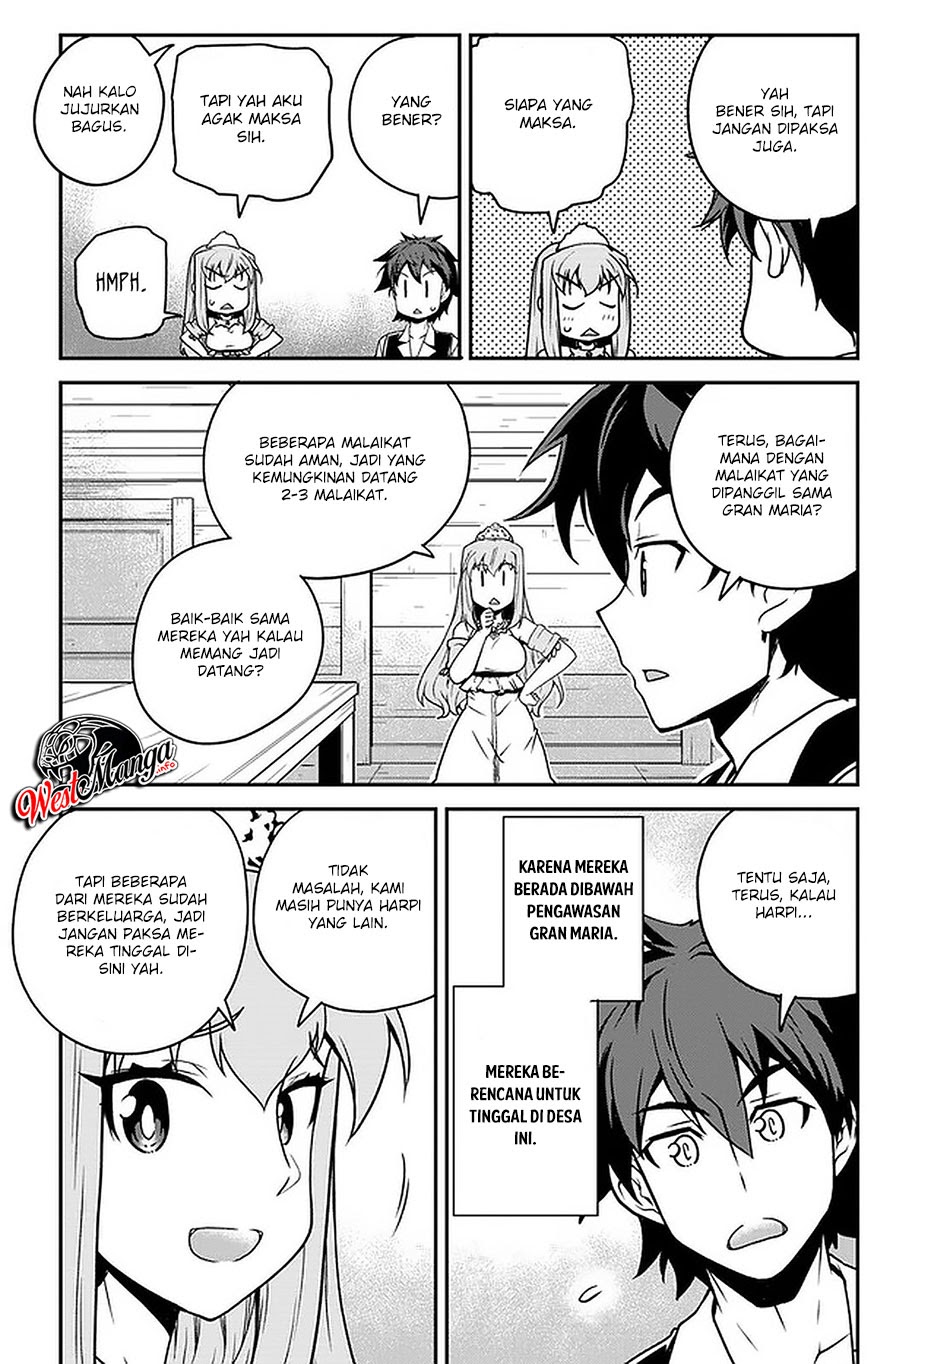 YAH
BENER SIH, TAPI
JANGAN DIPAKSA
JUGA.
SIAPA YANG
MAKSA.
YANG
BENER?
TAPI YAH AKU
AGAK MAKSA
SIH.
NAH KALO
JUJURKAN
BAGUS.
HMPH.
TERUS, BAGAI-
MANA DENGAN
MALAIKAT YANG
DIPANGGIL SAMA
GRAN MARIA?
BEBERAPA MALAIKAT
SUDAH AMAN, JADI YANG
KEMUNGKINAN DATANG
2-3 MALAIKAT.
BAIK-BAIK SAMA
MEREKA YAH KALAU
MEMANG JADI
DATANG?
WestManga
.info
TENTU SAJA,
TERUS, KALAU
HARPI...
KARENA MEREKA
BERADA DIBAWAH
PENGAWASAN
GRAN MARIA.
MEREKA BE-
RENCANA UNTUK
TINGGAL DI DESA
INI.
TIDAK
MASALAH, KAMI
MASIH PUNYA HARPI
YANG LAIN.
TAPI BEBERAPA
DARI MEREKA SUDAH
BERKELUARGA, JADI
JANGAN PAKSA ME-
REKA TINGGAL DI-
SINI YAH.